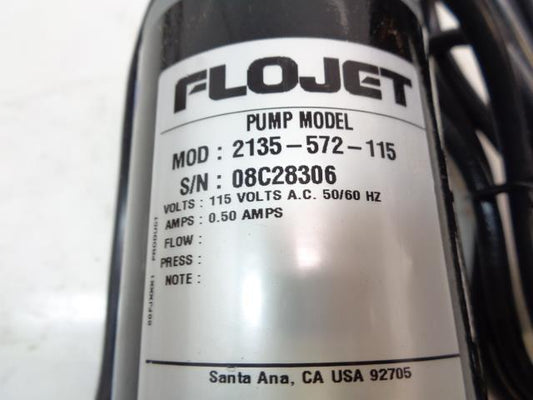 FLOJET
PUMP MODEL
MOD : 2135-572-115
S/N : 08C28306
VOLTS : 115 VOLTS A.C. 50/60 HZ
AMPS : 0.50 AMPS
FLOW :
PRESS :
NOTE :
PRODUCT
Santa Ana, CA USA 92705